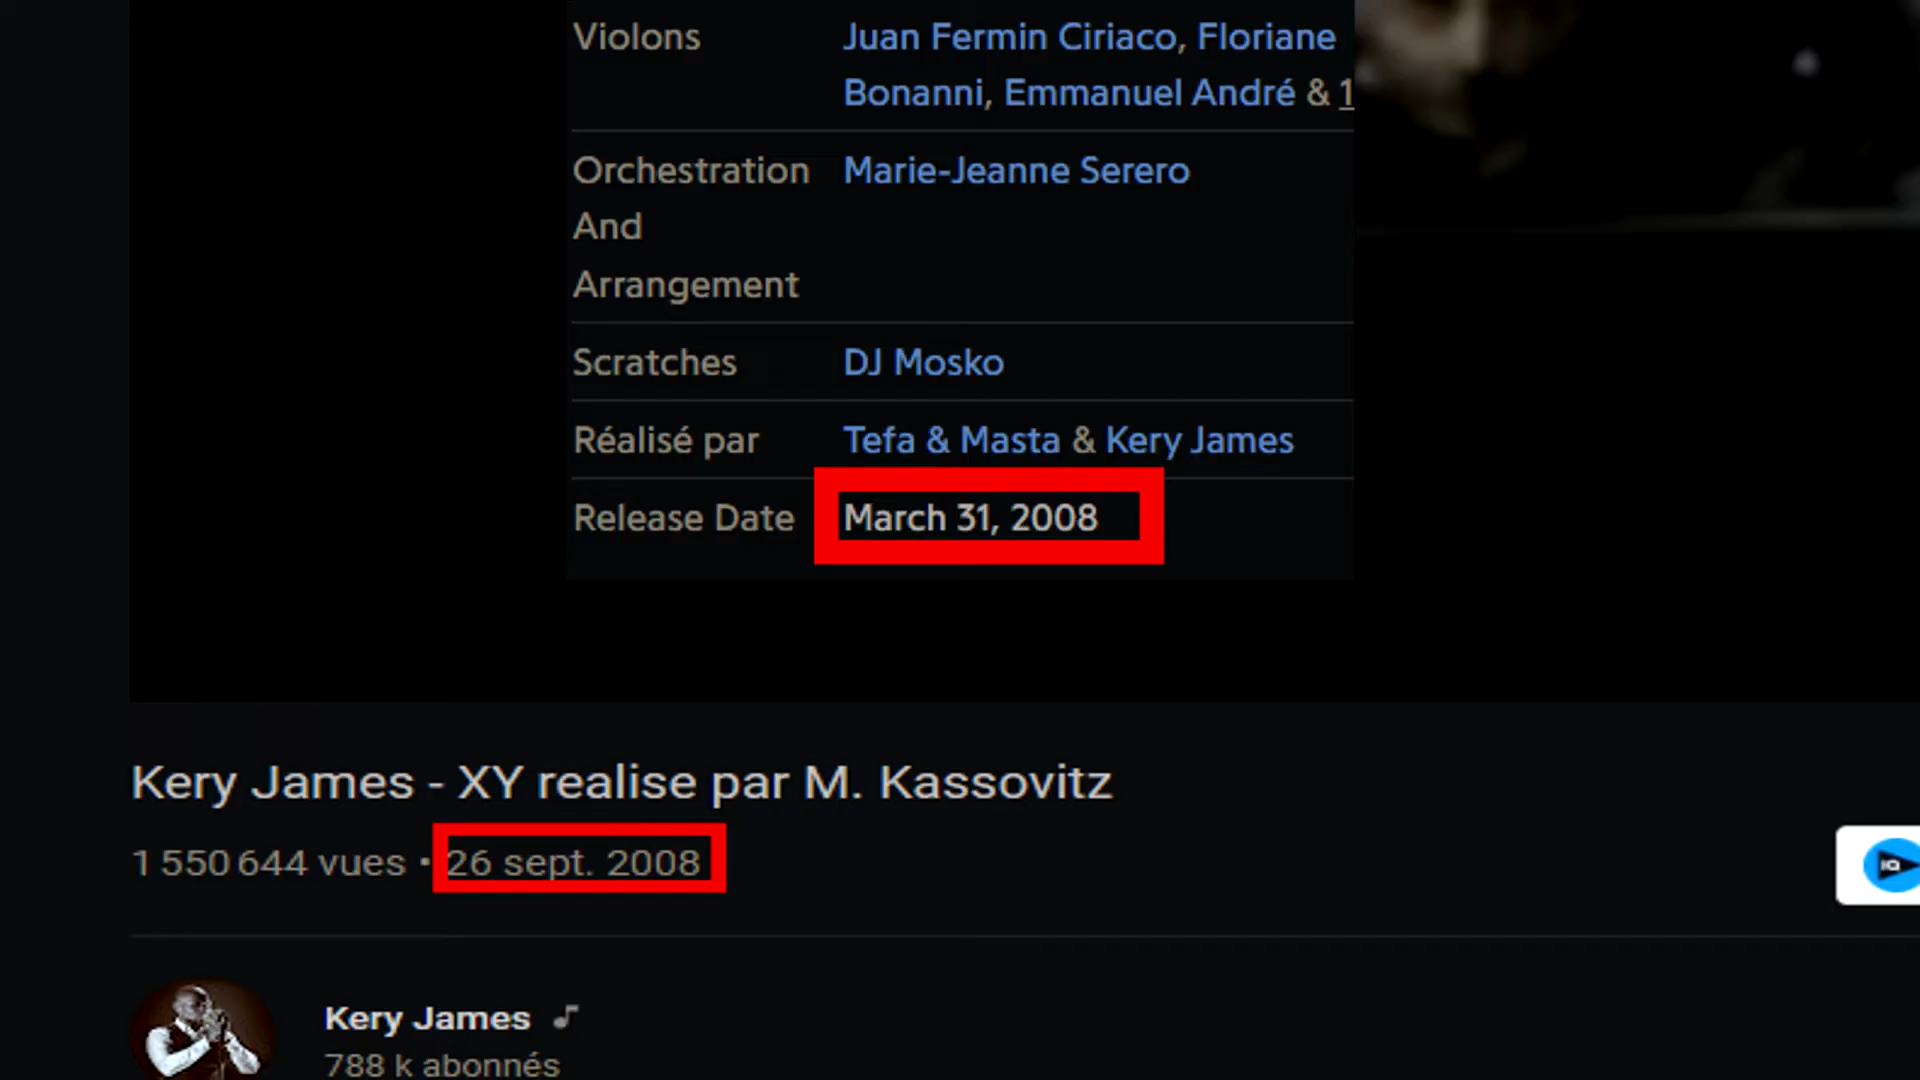 Violons Juan Fermin Ciriaco, Floriane
Bonanni, Emmanuel André & 1
Orchestration Marie-Jeanne Serero
And
Arrangement
Scratches DJ Mosko
Réalisé par Tefa & Masta & Kery James
Release Date March 31, 2008
Kery James - XY realise par M. Kassovitz
1 550 644 vues • 26 sept. 2008
IQ
Kery James
788 k abonnés